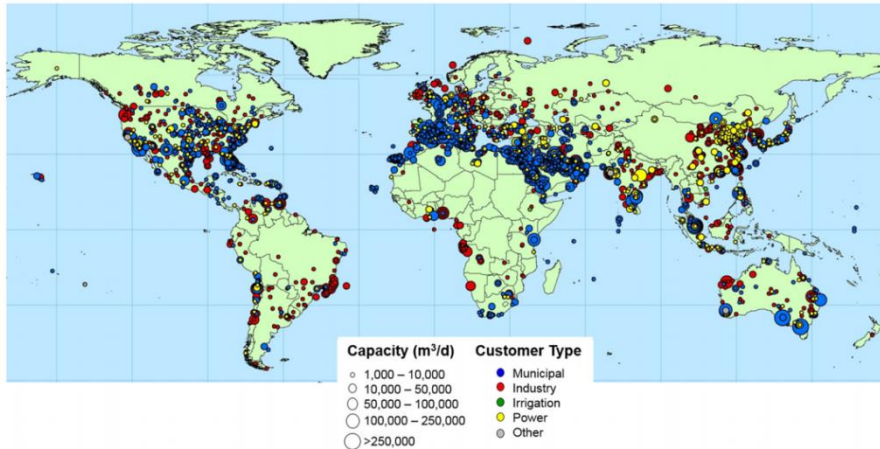 Capacity (m³/d)
1,000 – 10,000
10,000 – 50,000
50,000 – 100,000
100,000 – 250,000
>250,000
Customer Type
Municipal
Industry
Irrigation
Power
Other